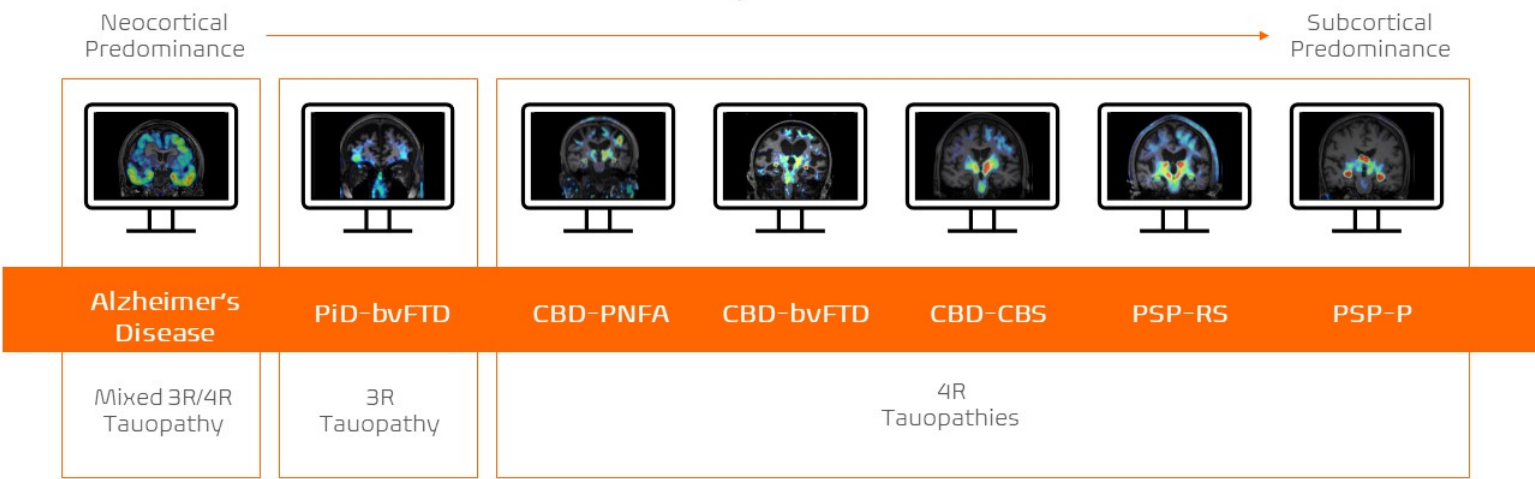 Neocortical
Predominance
Subcortical
Predominance
Alzheimer's
Disease
PiD-bvFTD
CBD-PNFA
CBD-bvFTD
CBD-CBS
PSP-RS
PSP-P
Mixed 3R/4R
Tauopathy
3R
Tauopathy
4R
Tauopathies